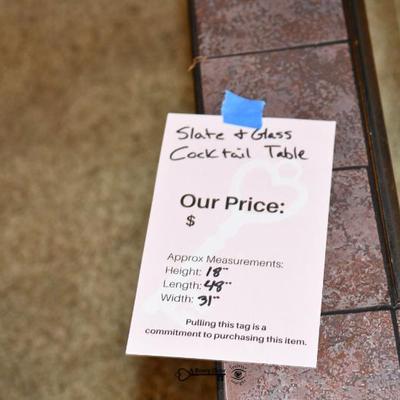 Slate & Glass
Cocktail Table
Our Price:
$
Approx Measurements:
Height: 18"
Length: 48"
Width: 31"
Pulling this tag is a
commitment to purchasing this item.